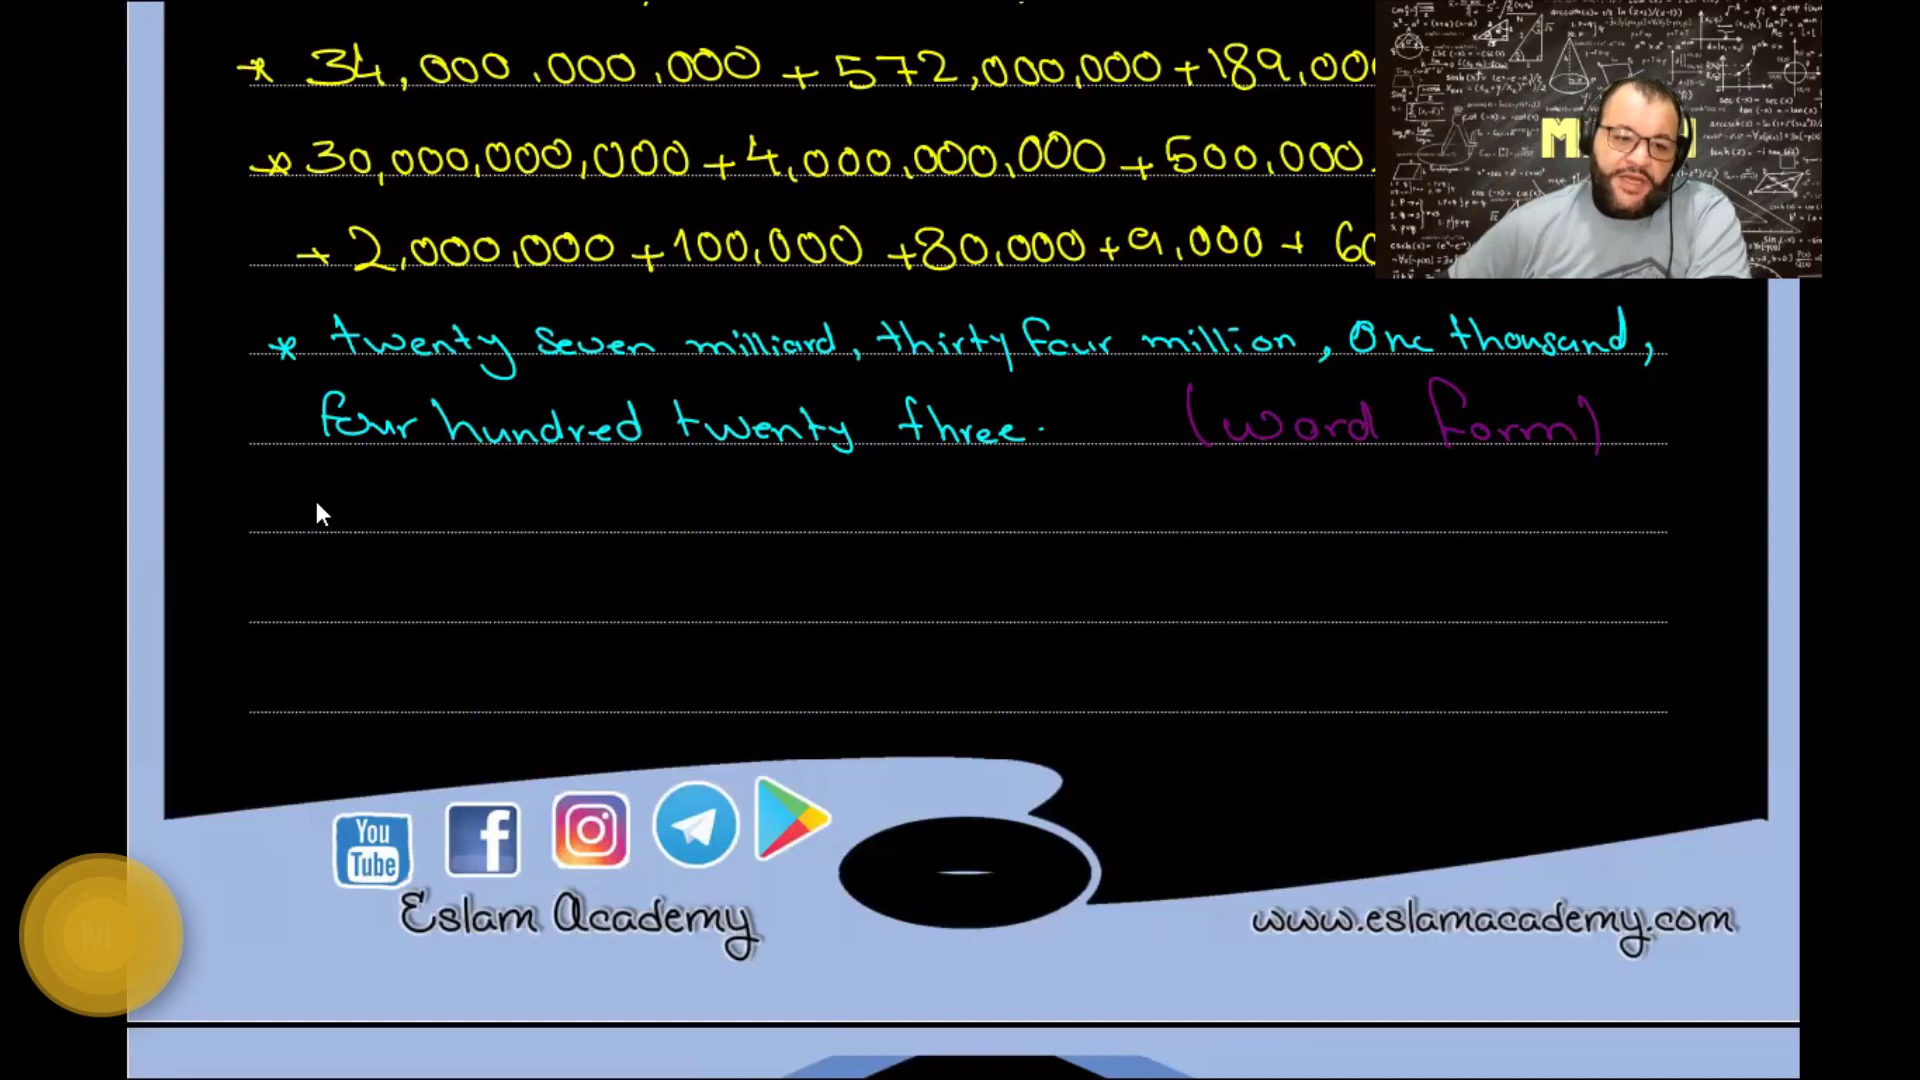 * 34,000,000,000 + 572,000,000 + 189,00
* 30,000,000,000 + 4,000,000,000 + 500,000,
+ 2,000,000 + 100,000 + 80,000 + 9,000 + 60
* twenty seven milliard, thirty four million, One thousand,
four hundred twenty three. (word form)
You
Tube
Eslam Academy
www.eslamacademy.com